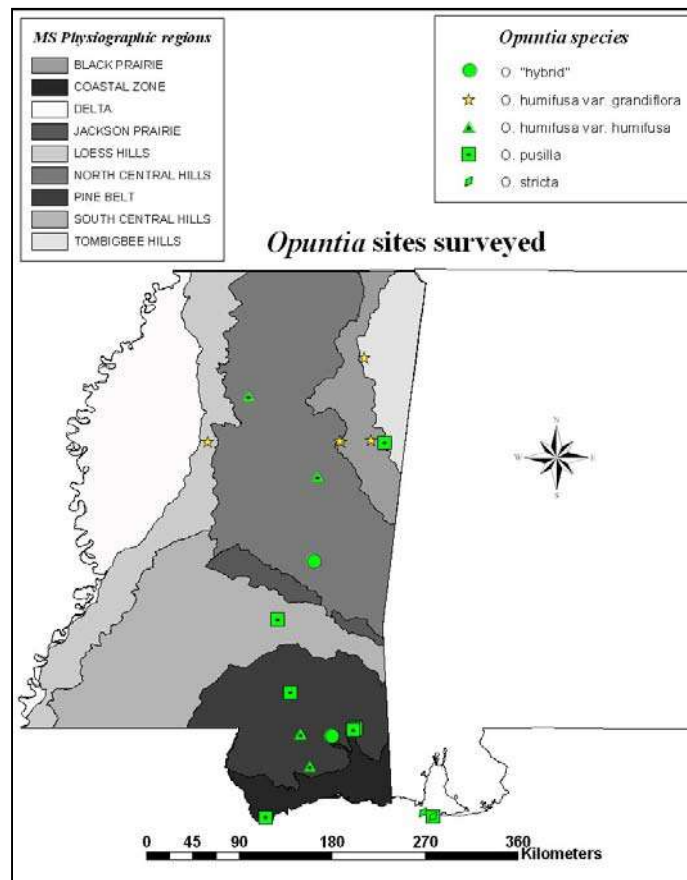 MS Physiographic regions
BLACK PRAIRIE
COASTAL ZONE
DELTA
JACKSON PRAIRIE
LOESS HILLS
NORTH CENTRAL HILLS
PINE BELT
SOUTH CENTRAL HILLS
TOMBIGBEE HILLS
Opuntia species
O. "hybrid"
O. humifusa var. grandiflora
O. humifusa var. humifusa
O. pusilla
O. stricta
Opuntia sites surveyed
N
W E
S
0 45 90 180 270 360
Kilometers